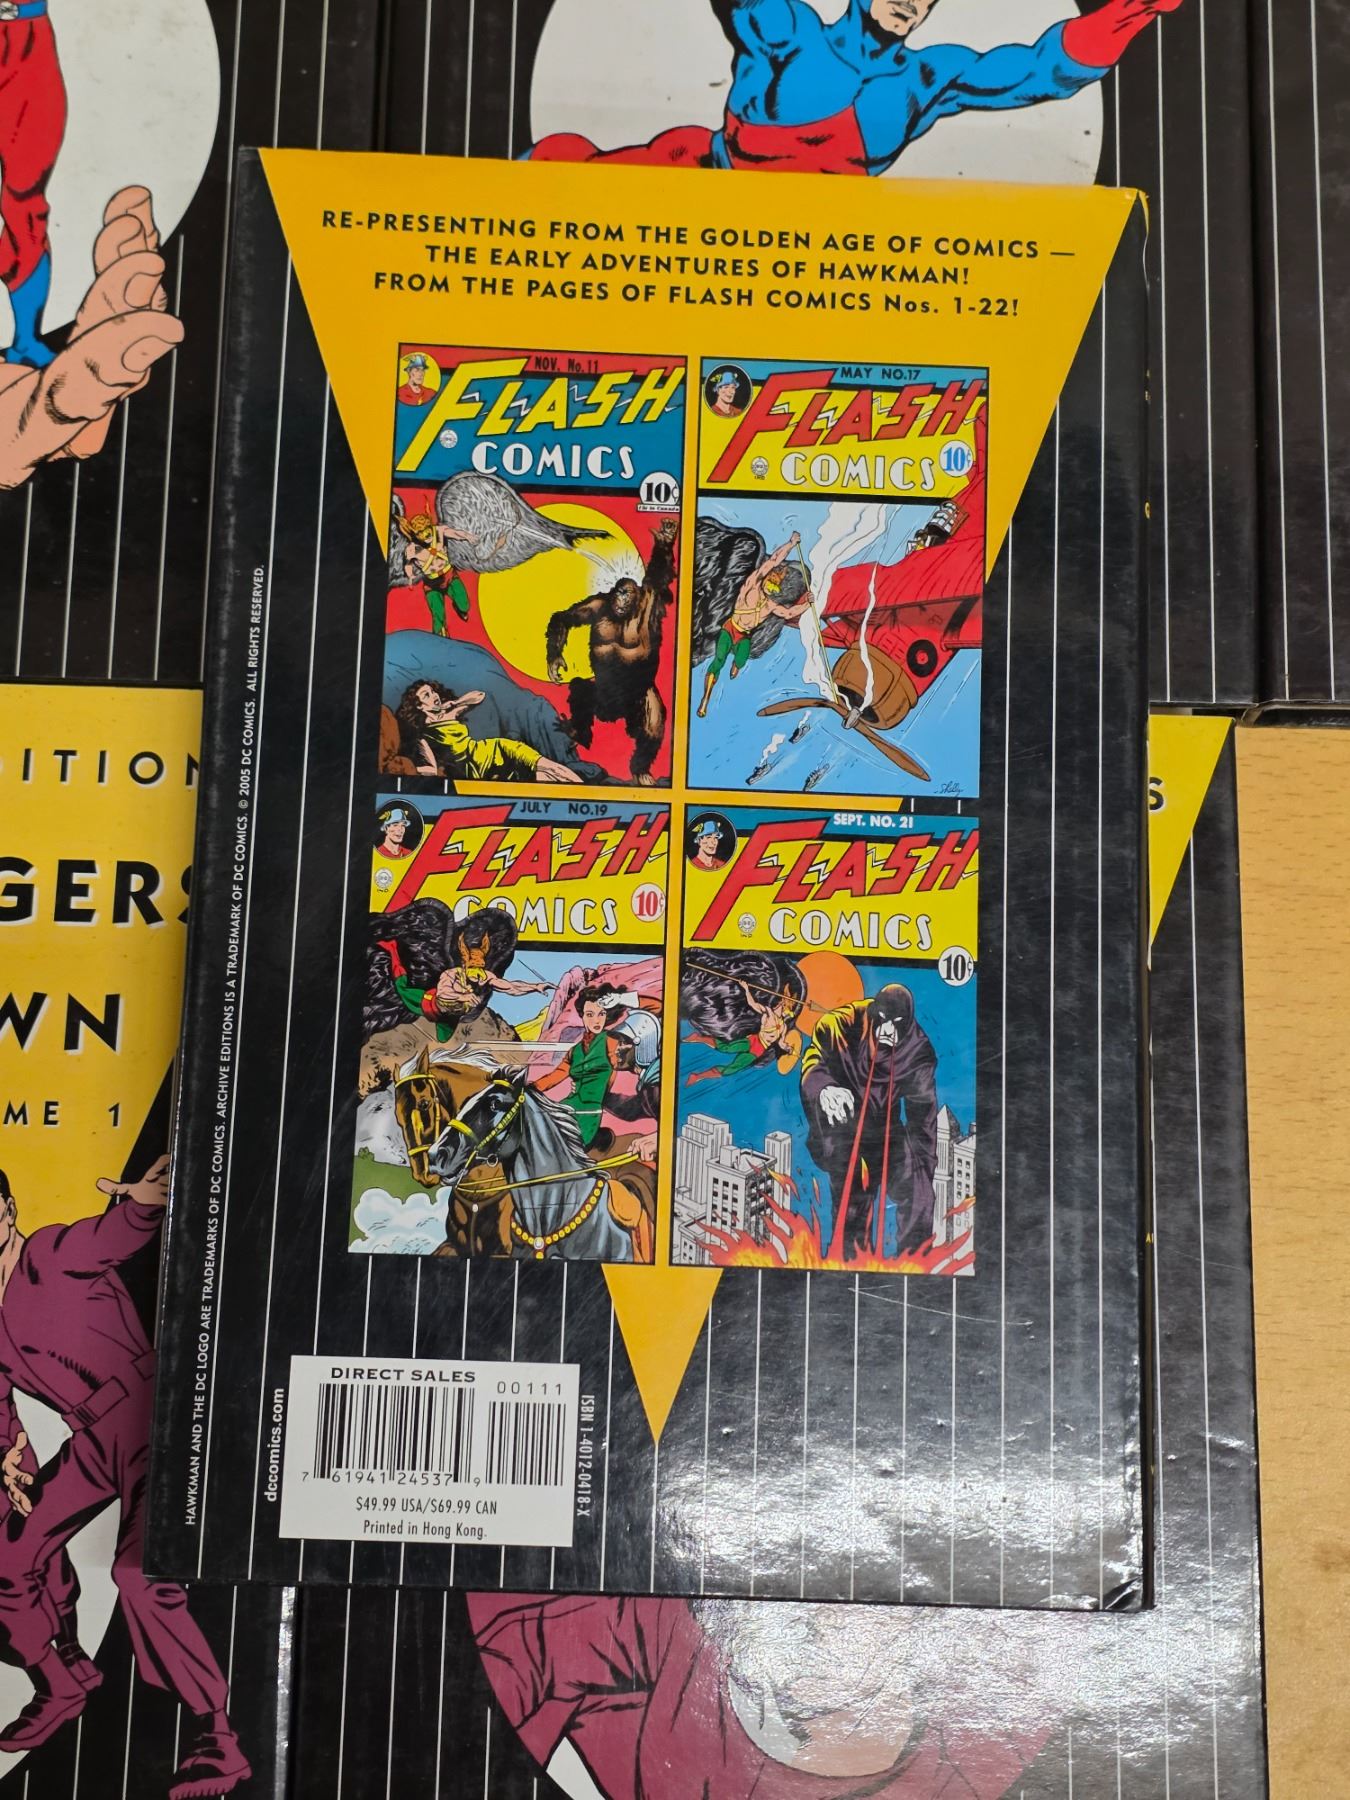 RE-PRESENTING FROM THE GOLDEN AGE OF COMICS —
THE EARLY ADVENTURES OF HAWKMAN!
FROM THE PAGES OF FLASH COMICS Nos. 1-22!
NOV. No. 11
FLASH
COMICS
10¢
MAY NO.17
FLASH
COMICS
10¢
Shelly
JULY NO.19
FLASH
COMICS
10¢
SEPT. NO. 21
FLASH
COMICS
10¢
HAWKMAN AND THE DC LOGO ARE TRADEMARKS OF DC COMICS. ARCHIVE EDITIONS IS A TRADEMARK OF DC COMICS. © 2005 DC COMICS. ALL RIGHTS RESERVED.
dccomics.com
DIRECT SALES
00111
7 61941 24537 9
$49.99 USA/$69.99 CAN
Printed in Hong Kong.
ISBN 1-4012-0418-X
DITION
GERS
WN
ME 1
S